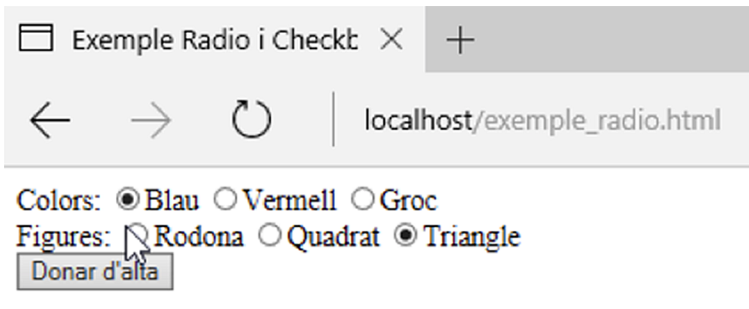 Exemple Radio i Checkb
localhost/exemple_radio.html
Colors: Blau Vermell Groc
Figures: Rodona Quadrat Triangle
Donar d'alta